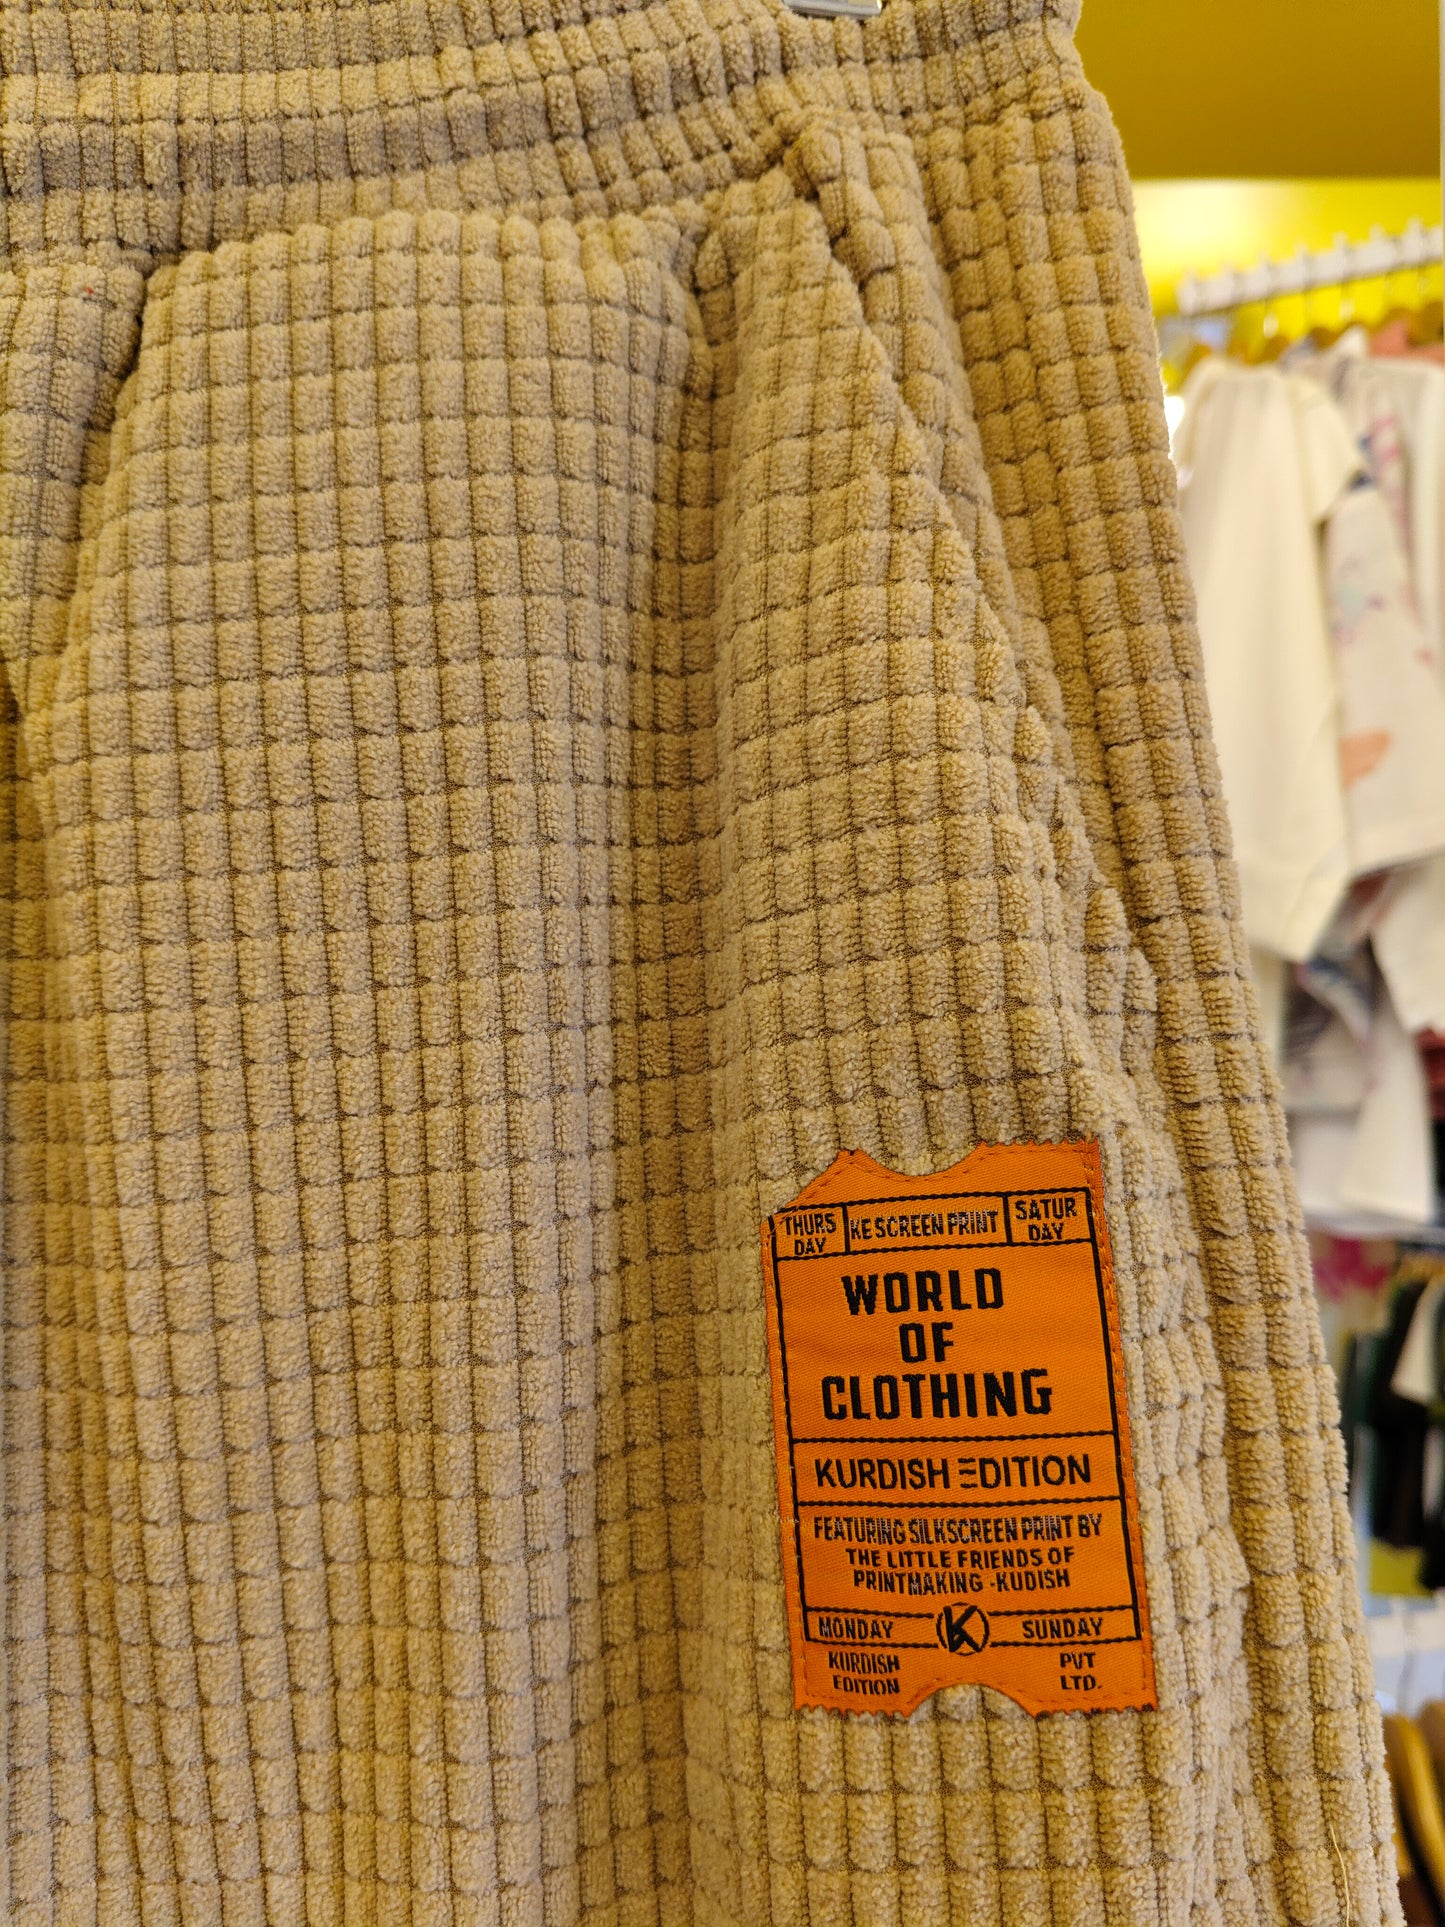 THURS DAY KE SCREEN PRINT SATUR DAY
WORLD
OF
CLOTHING
KURDISH EDITION
FEATURING SILKSCREEN PRINT BY
THE LITTLE FRIENDS OF
PRINTMAKING -KUDISH
MONDAY K SUNDAY
KURDISH EDITION PVT LTD.